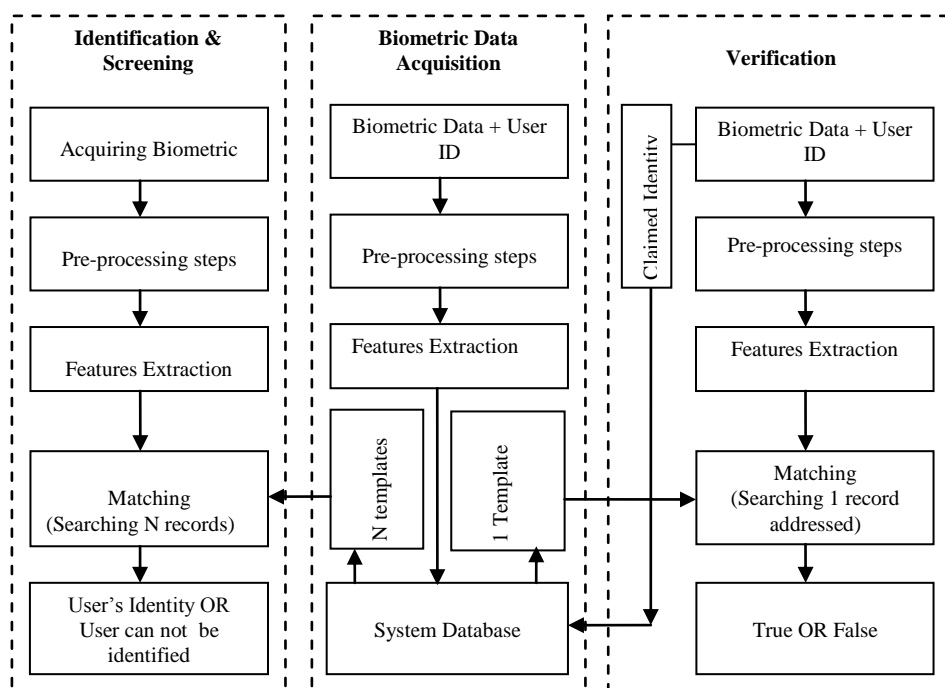 Identification &
Screening
Acquiring Biometric
Pre-processing steps
Features Extraction
Matching
(Searching N records)
User's Identity OR
User can not be
identified
Biometric Data
Acquisition
Biometric Data + User
ID
Pre-processing steps
Features Extraction
N templates
1 Template
System Database
Verification
Claimed Identity
Biometric Data + User
ID
Pre-processing steps
Features Extraction
Matching
(Searching 1 record
addressed)
True OR False